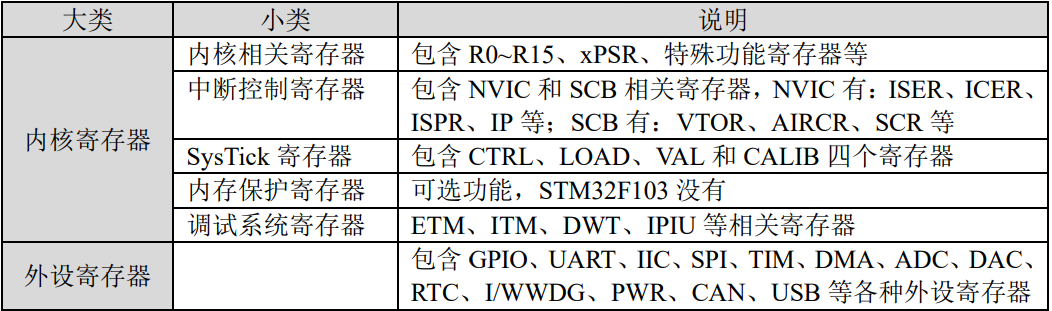 大类 小类 说明
内核寄存器
内核相关寄存器 包含 R0~R15、xPSR、特殊功能寄存器等
中断控制寄存器 包含 NVIC 和 SCB 相关寄存器，NVIC 有：ISER、ICER、
ISPR、IP 等；SCB 有：VTOR、AIRCR、SCR 等
SysTick 寄存器 包含 CTRL、LOAD、VAL 和 CALIB 四个寄存器
内存保护寄存器 可选功能，STM32F103 没有
调试系统寄存器 ETM、ITM、DWT、IPIU 等相关寄存器
外设寄存器
包含 GPIO、UART、IIC、SPI、TIM、DMA、ADC、DAC、
RTC、I/WWDG、PWR、CAN、USB 等各种外设寄存器